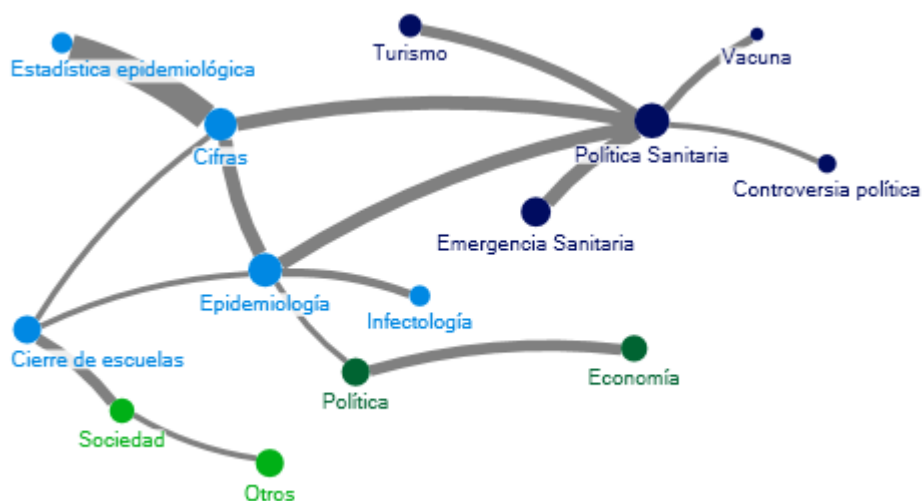 Turismo
Vacuna
Estadística epidemiológica
Cifras
Política Sanitaria
Controversia política
Emergencia Sanitaria
Epidemiología
Infectología
Cierre de escuelas
Economía
Política
Sociedad
Otros